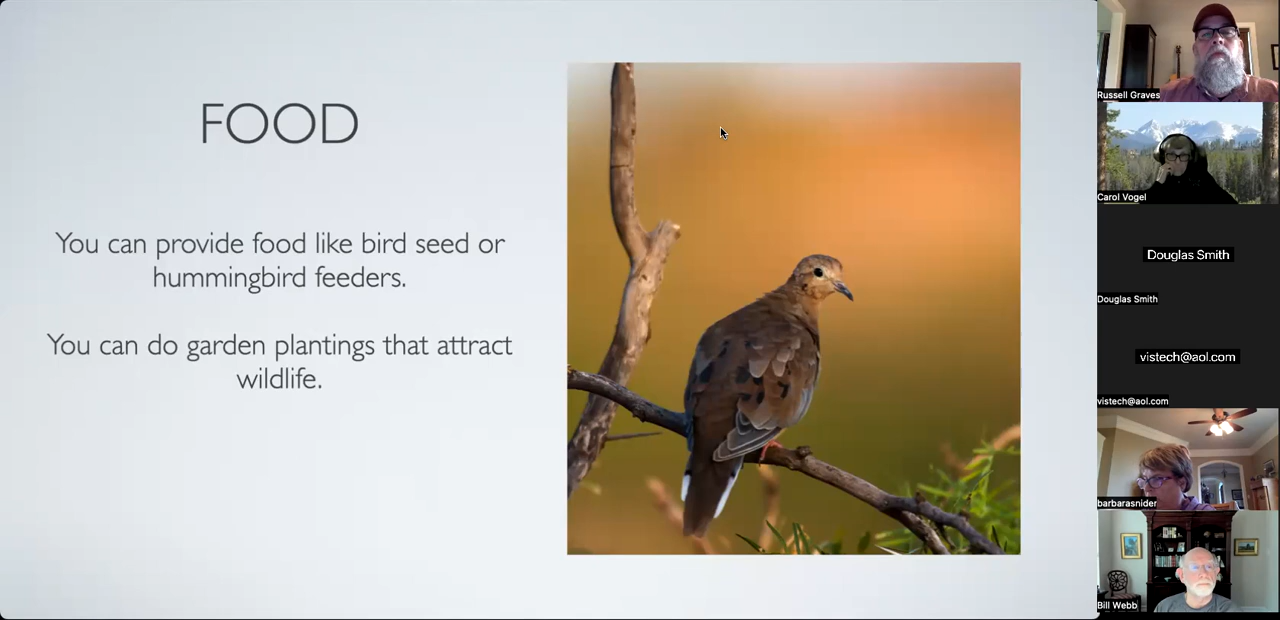 FOOD
You can provide food like bird seed or
hummingbird feeders.
You can do garden plantings that attract
wildlife.
Russell Graves
Carol Vogel
Douglas Smith
Douglas Smith
vistech@aol.com
vistech@aol.com
barbarasnider
Bill Webb